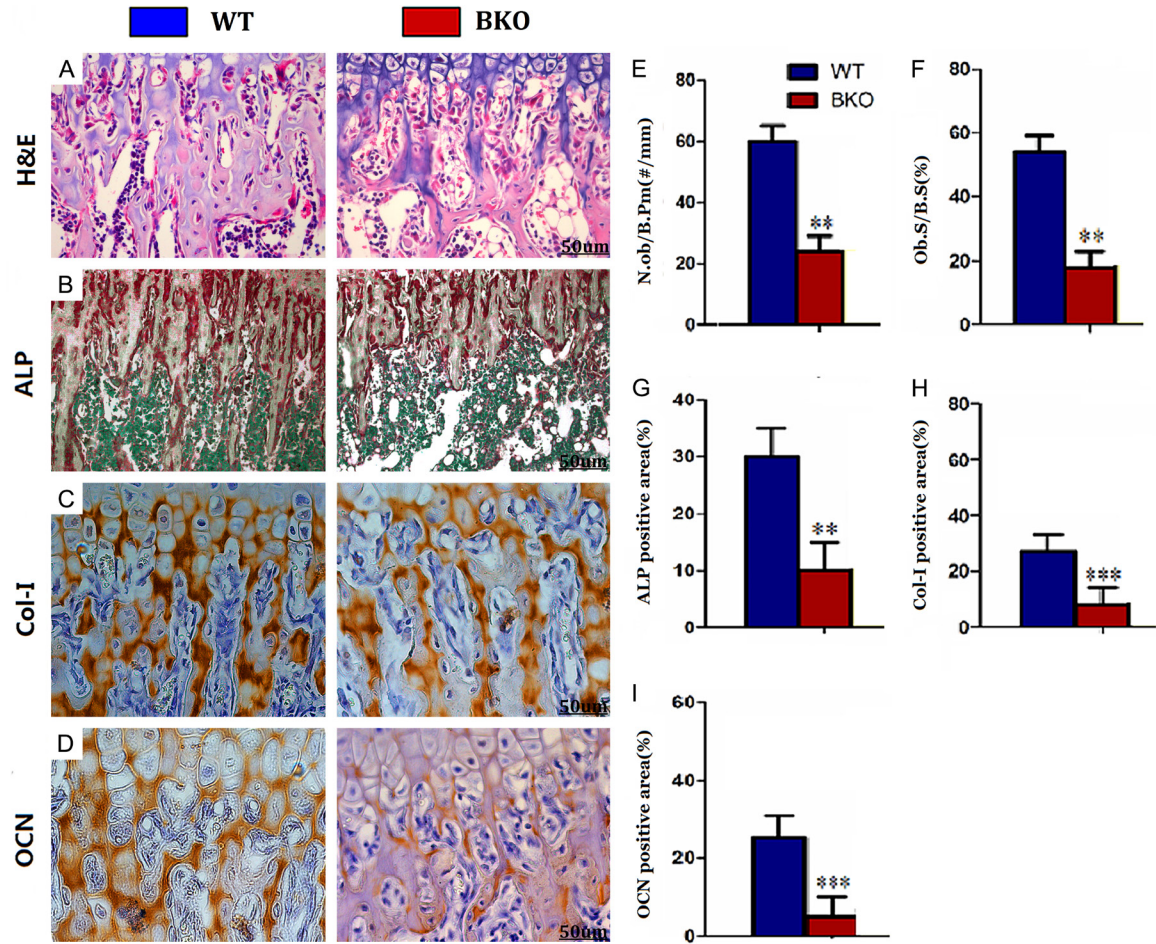 WT BKO
A
H&E
50um
B
ALP
50um
C
Col-I
50um
D
OCN
50um
E
WT
BKO
N.ob/B.Pm(#/mm)
80
60
40
20
0
**
F
Ob.S/B.S(%)
80
60
40
20
0
**
G
ALP positive area(%)
40
30
20
10
0
**
H
Col-I positive area(%)
80
60
40
20
0
***
I
OCN positive area(%)
60
40
20
0
***